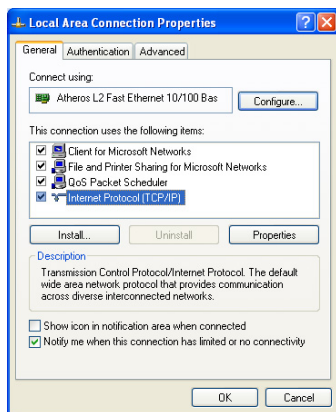 Local Area Connection Properties
General Authentication Advanced
Connect using:
Atheros L2 Fast Ethernet 10/100 Bas Configure...
This connection uses the following items:
Client for Microsoft Networks
File and Printer Sharing for Microsoft Networks
QoS Packet Scheduler
Internet Protocol (TCP/IP)
Install... Uninstall Properties
Description
Transmission Control Protocol/Internet Protocol. The default
wide area network protocol that provides communication
across diverse interconnected networks.
Show icon in notification area when connected
Notify me when this connection has limited or no connectivity
OK Cancel